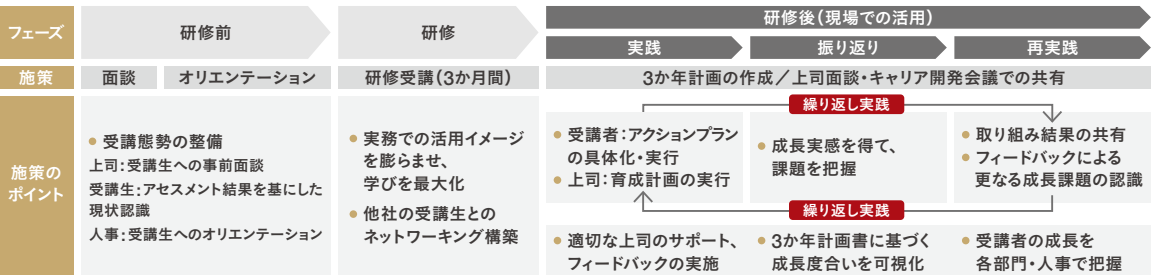 フェーズ
研修前
研修
研修後（現場での活用）
実践
振り返り
再実践
施策
面談
オリエンテーション
研修受講（3か月間）
3か年計画の作成／上司面談・キャリア開発会議での共有
施策の
ポイント
● 受講態勢の整備
上司：受講生への事前面談
受講生：アセスメント結果を基にした
現状認識
人事：受講生へのオリエンテーション
● 実務での活用イメージ
を膨らませ、
学びを最大化
● 他社の受講生との
ネットワーキング構築
繰り返し実践
● 受講者：アクションプラン
の具体化・実行
● 上司：育成計画の実行
● 成長実感を得て、
課題を把握
● 取り組み結果の共有
● フィードバックによる
更なる成長課題の認識
繰り返し実践
● 適切な上司のサポート、
フィードバックの実施
● 3か年計画書に基づく
成長度合いを可視化
● 受講者の成長を
各部門・人事で把握